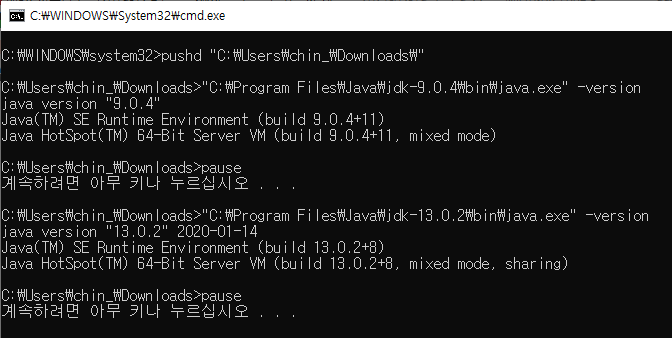 C:\WINDOWS\System32\cmd.exe
C:₩WINDOWS₩system32>pushd "C:₩Users₩chin_₩Downloads₩"
C:₩Users₩chin_₩Downloads>"C:₩Program Files₩Java₩jdk-9.0.4₩bin₩java.exe" -version
java version "9.0.4"
Java(TM) SE Runtime Environment (build 9.0.4+11)
Java HotSpot(TM) 64-Bit Server VM (build 9.0.4+11, mixed mode)
C:₩Users₩chin_₩Downloads>pause
계속하려면 아무 키나 누르십시오 . . .
C:₩Users₩chin_₩Downloads>"C:₩Program Files₩Java₩jdk-13.0.2₩bin₩java.exe" -version
java version "13.0.2" 2020-01-14
Java(TM) SE Runtime Environment (build 13.0.2+8)
Java HotSpot(TM) 64-Bit Server VM (build 13.0.2+8, mixed mode, sharing)
C:₩Users₩chin_₩Downloads>pause
계속하려면 아무 키나 누르십시오 . . .